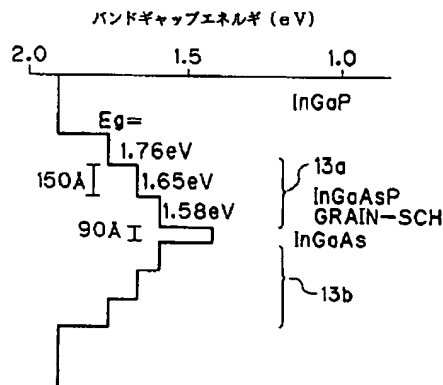 バンドギャップエネルギ (eV)
2.0
1.5
1.0
InGaP
Eg=
1.76eV
13a
150Å
1.65eV
InGaAsP
1.58eV
GRAIN-SCH
90Å
InGaAs
13b